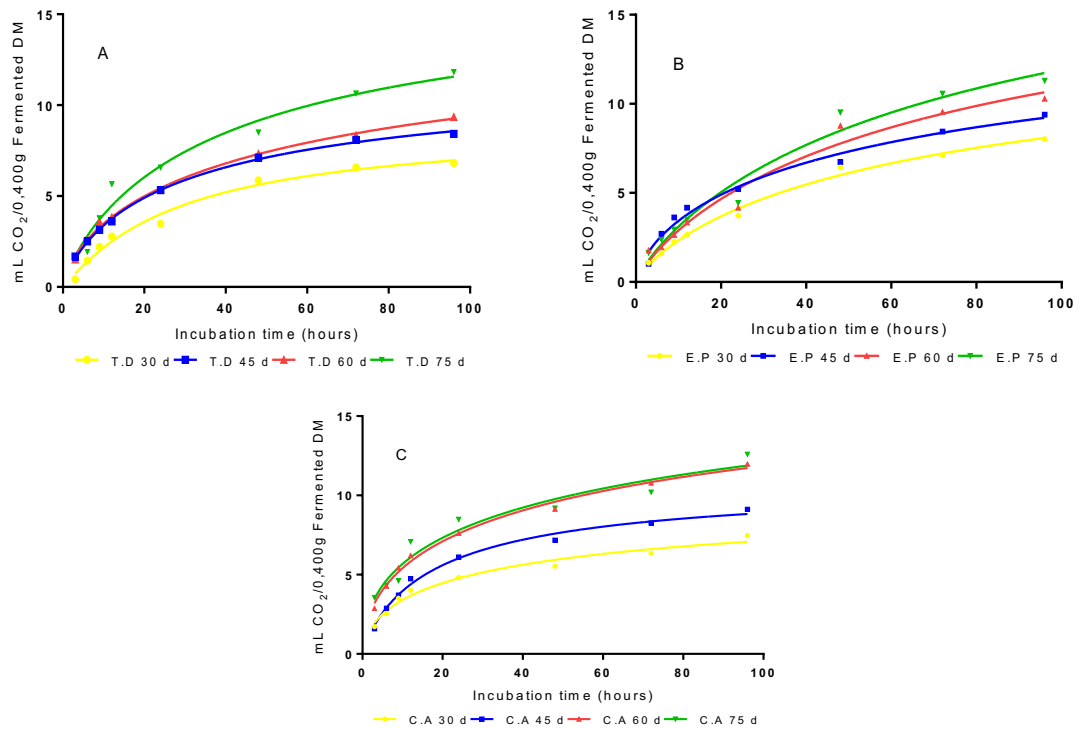 A
mL CO2/0,400g Fermented DM
15
10
5
0
0 20 40 60 80 100
Incubation time (hours)
T.D 30 d T.D 45 d T.D 60 d T.D 75 d
B
mL CO2/0,400g Fermented DM
15
10
5
0
0 20 40 60 80 100
Incubation time (hours)
E.P 30 d E.P 45 d E.P 60 d E.P 75 d
C
mL CO2/0,400g Fermented DM
15
10
5
0
0 20 40 60 80 100
Incubation time (hours)
C.A 30 d C.A 45 d C.A 60 d C.A 75 d